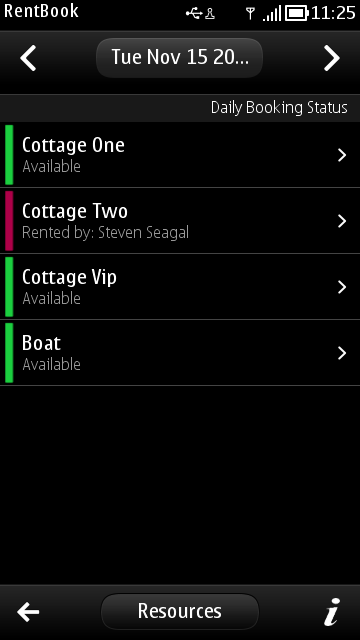 RentBook
11:25
Tue Nov 15 20...
Daily Booking Status
Cottage One
Available
Cottage Two
Rented by: Steven Seagal
Cottage Vip
Available
Boat
Available
Resources